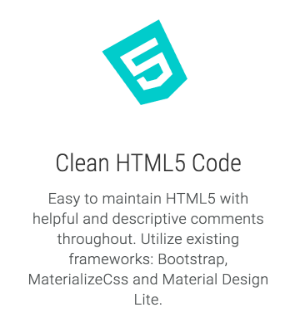 5
Clean HTML5 Code
Easy to maintain HTML5 with
helpful and descriptive comments
throughout. Utilize existing
frameworks: Bootstrap,
MaterializeCss and Material Design
Lite.